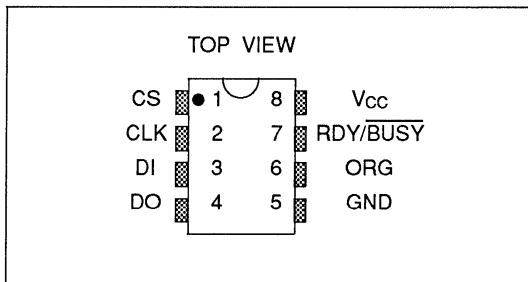 TOP VIEW
CS 1 8 VCC
CLK 2 7 RDY/BUSY
DI 3 6 ORG
DO 4 5 GND